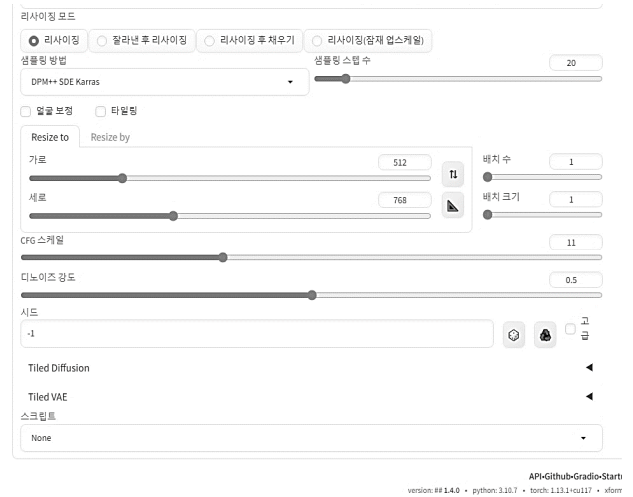 리사이징 모드
리사이징 잘라낸 후 리사이징 리사이징 후 채우기 리사이징(잠재 업스케일)
샘플링 방법 샘플링 스텝 수 20
DPM++ SDE Karras
얼굴 보정 타일링
Resize to Resize by
가로 512 배치 수 1
세로 768 배치 크기 1
CFG 스케일 11
디노이즈 강도 0.5
시드
-1 고급
Tiled Diffusion
Tiled VAE
스크립트
None
API•Github•Gradio•Startu
version: ## 1.4.0 • python: 3.10.7 • torch: 1.13.1+cu117 • xform